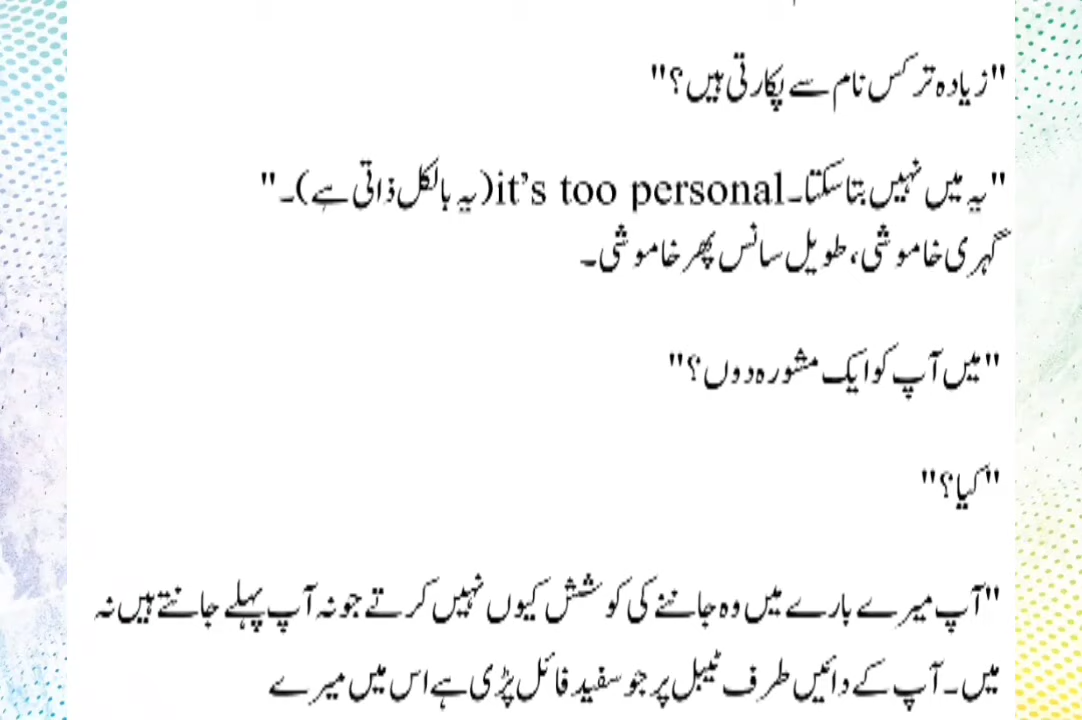 "زیادہ تر کس نام سے پکارتی ہیں؟"
"یہ میں نہیں بتا سکتا۔it’s too personal(یہ بالکل ذاتی ہے)۔"
گہری خاموشی، طویل سانس پھر خاموشی۔
"میں آپ کو ایک مشورہ دوں؟"
"کیا؟"
"آپ میرے بارے میں وہ جاننے کی کوشش کیوں نہیں کرتے جو نہ آپ پہلے جانتے ہیں نہ
میں۔ آپ کے دائیں طرف ٹیبل پر جو سفید فائل پڑی ہے اس میں میرے